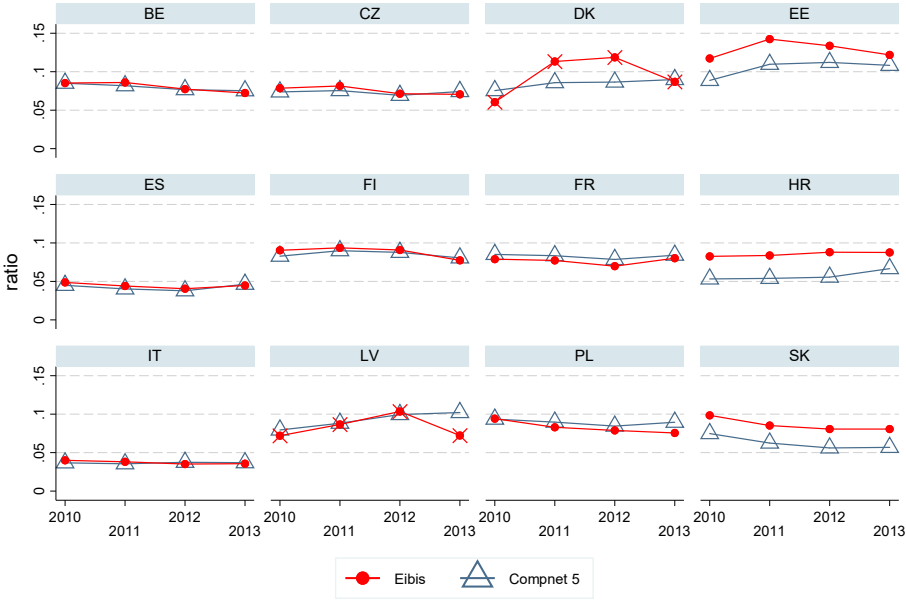 BE CZ DK EE
.15
.1
.05
0
ES FI FR HR
.15
.1
.05
0
ratio
IT LV PL SK
.15
.1
.05
0
2010 2012 2010 2012 2010 2012 2010 2012
2011 2013 2011 2013 2011 2013 2011 2013
Eibis Compnet 5